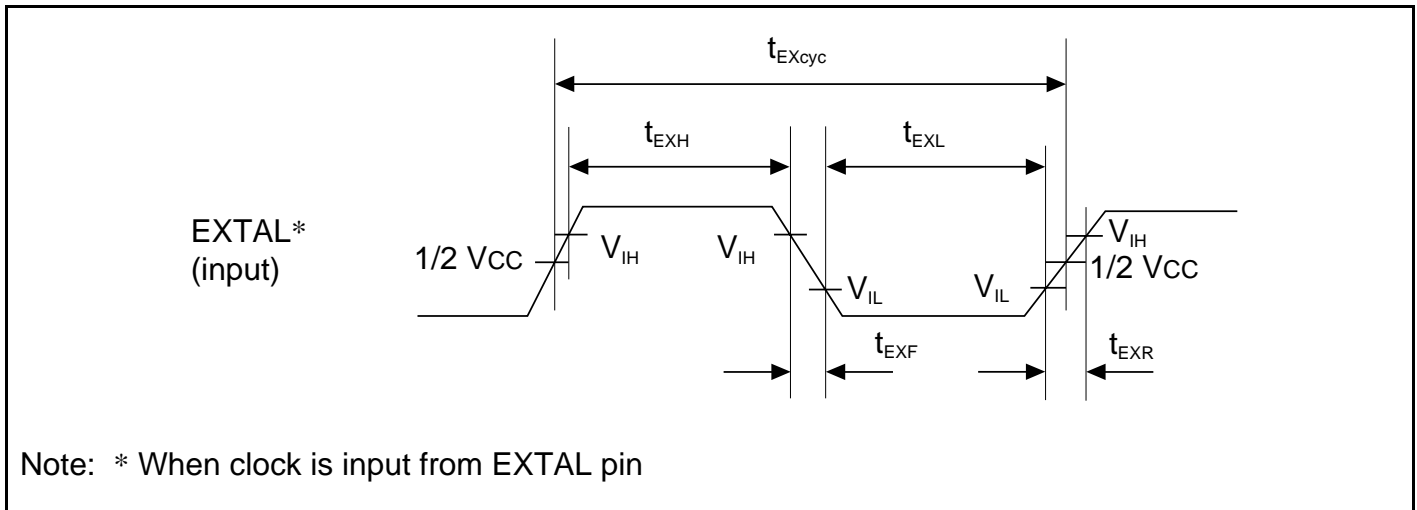 tEXcyc
tEXH
tEXL
EXTAL*
(input)
1/2 VCC
VIH
VIH
VIL
VIL
VIH
1/2 VCC
tEXF
tEXR
Note: * When clock is input from EXTAL pin